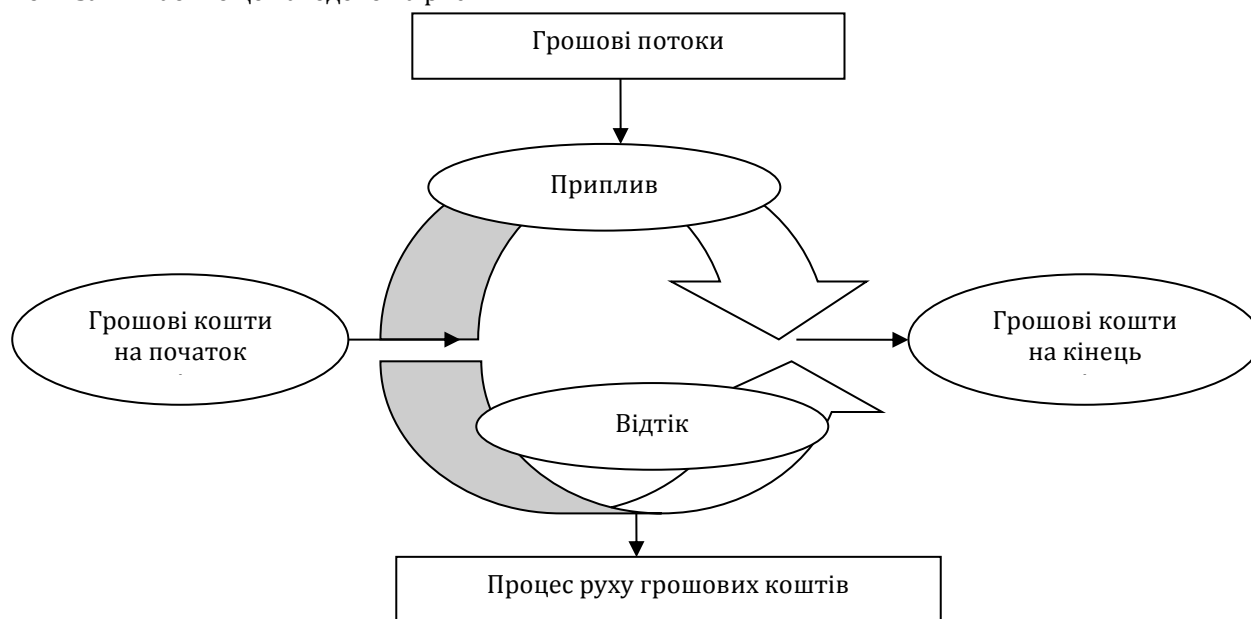 Грошові потоки
Приплив
Грошові кошти
на початок
Грошові кошти
на кінець
Відтік
Процес руху грошових коштів